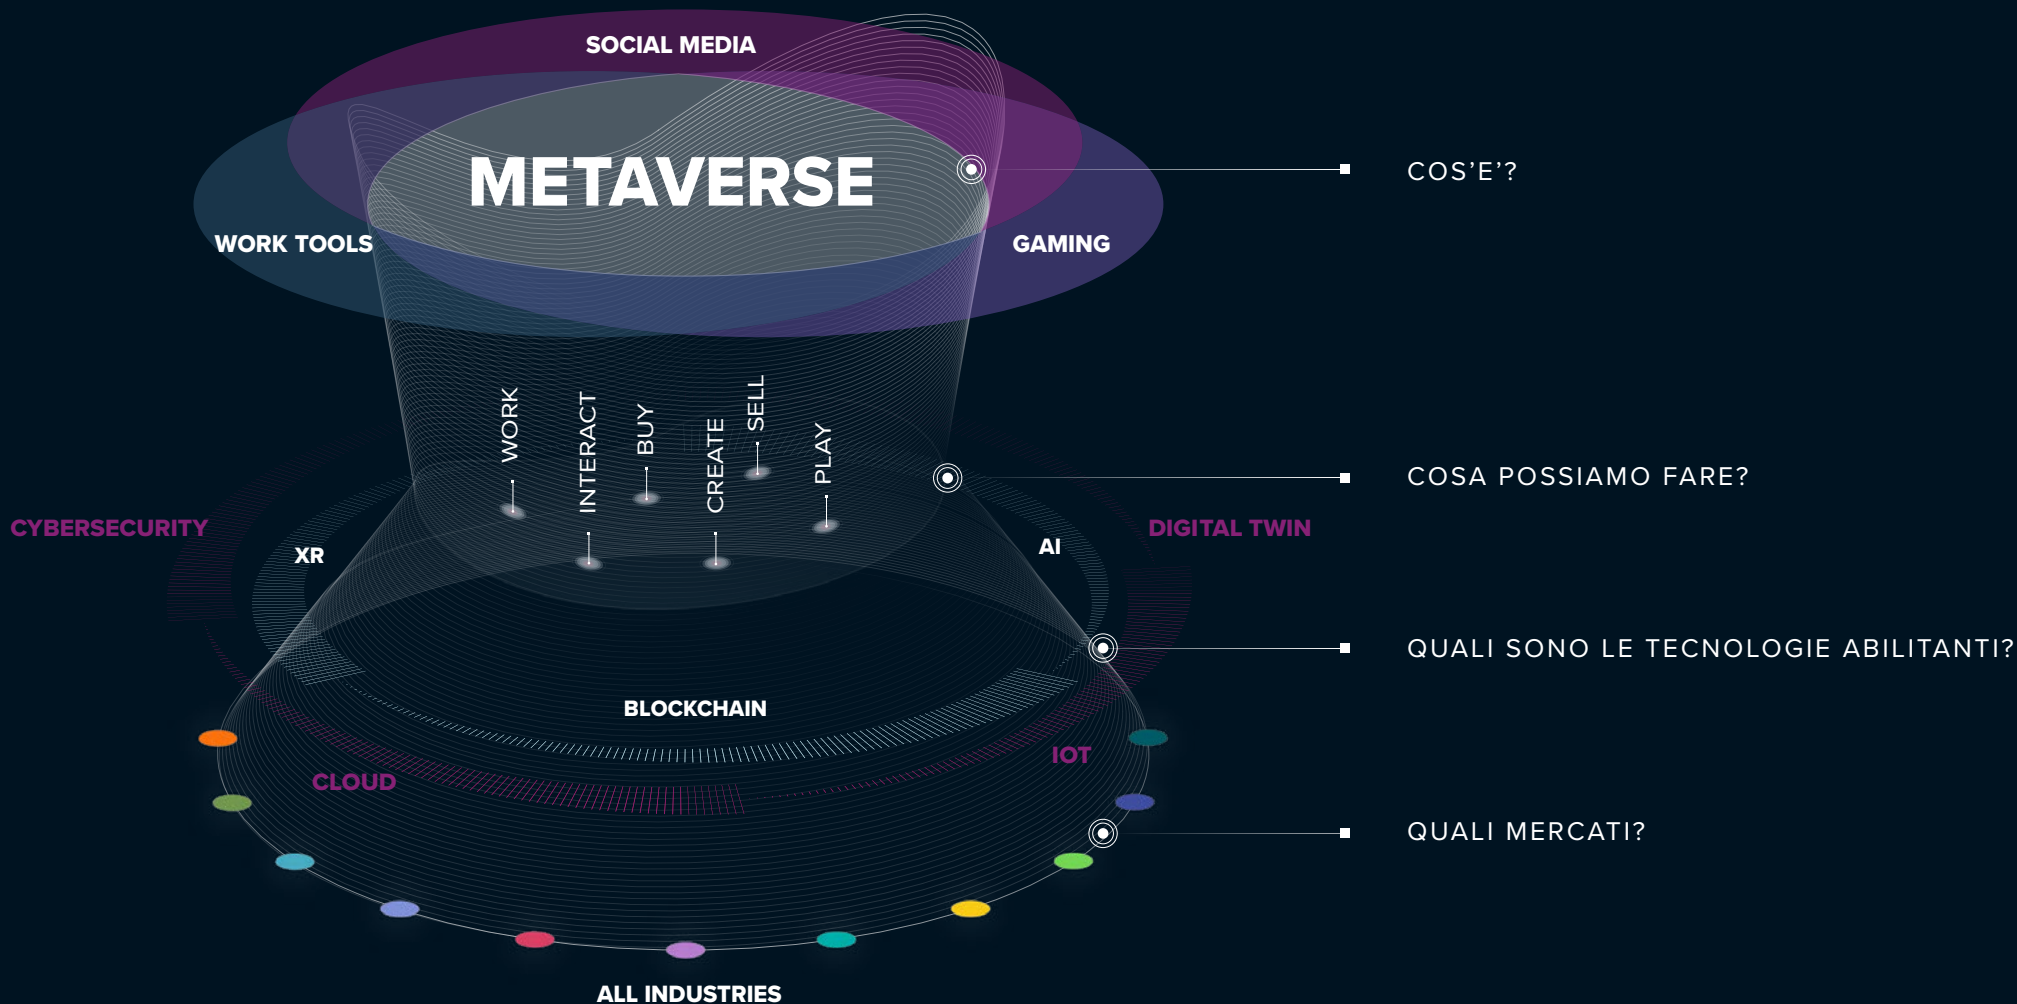 SOCIAL MEDIA
METAVERSE
COS’E’?
WORK TOOLS
GAMING
WORK
INTERACT
BUY
CREATE
SELL
PLAY
COSA POSSIAMO FARE?
CYBERSECURITY
DIGITAL TWIN
XR
AI
QUALI SONO LE TECNOLOGIE ABILITANTI?
BLOCKCHAIN
IOT
CLOUD
QUALI MERCATI?
ALL INDUSTRIES